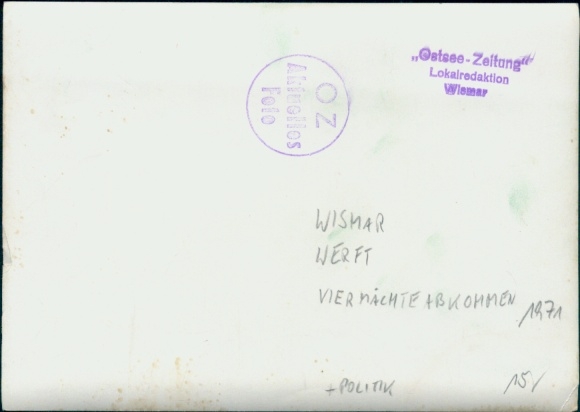 „Ostsee-Zeitung“
Lokalredaktion
Wismar
OZ
Aktuelles
Foto
WISMAR
WERFT
VIERMÄCHTEABKOMMEN 1971
+POLITIK
15,/